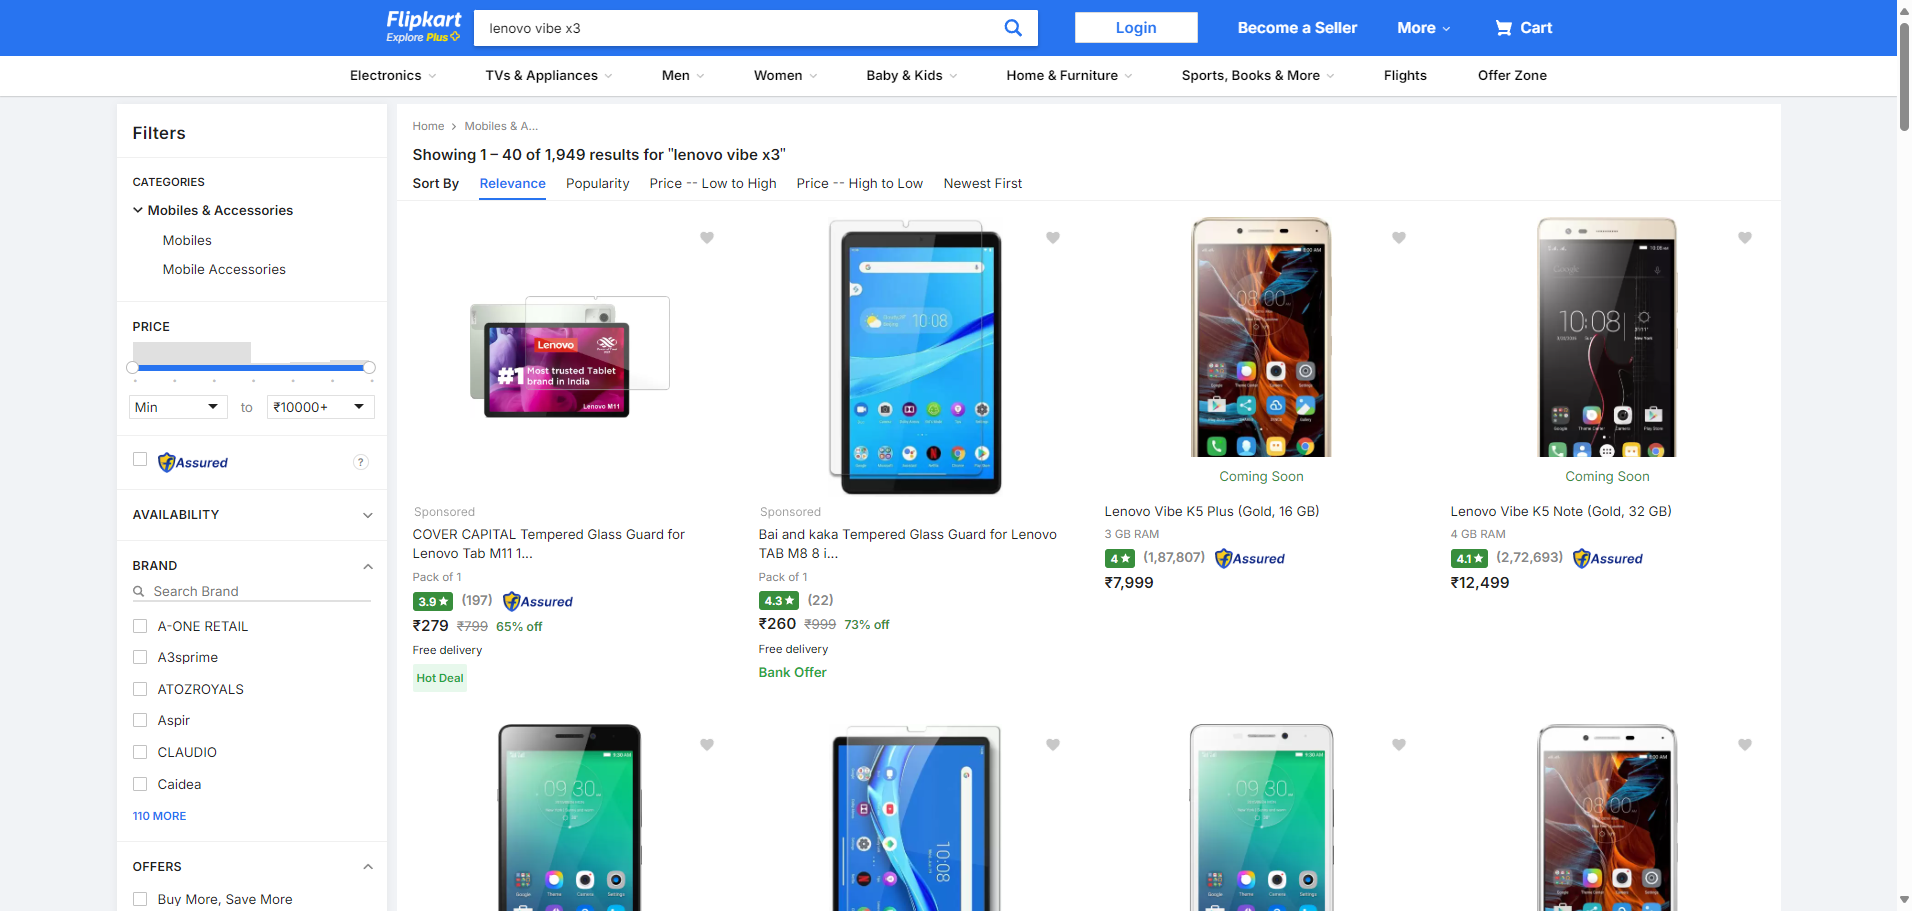 Flipkart
Explore Plus
lenovo vibe x3
Login
Become a Seller
More
Cart
Electronics
TVs & Appliances
Men
Women
Baby & Kids
Home & Furniture
Sports, Books & More
Flights
Offer Zone
Filters
CATEGORIES
Mobiles & Accessories
Mobiles
Mobile Accessories
PRICE
Min
to
₹10000+
Assured
?
AVAILABILITY
BRAND
Search Brand
A-ONE RETAIL
A3sprime
ATOZROYALS
Aspir
CLAUDIO
Caidea
110 MORE
OFFERS
Buy More, Save More
Home
Mobiles & A...
Showing 1 – 40 of 1,949 results for "lenovo vibe x3"
Sort By
Relevance
Popularity
Price -- Low to High
Price -- High to Low
Newest First
Lenovo
#1 Most trusted Tablet
brand in India
Lenovo M11
Sponsored
COVER CAPITAL Tempered Glass Guard for
Lenovo Tab M11 1...
Pack of 1
3.9
(197)
Assured
₹279 ₹799 65% off
Free delivery
Hot Deal
10:08
Sponsored
Bai and kaka Tempered Glass Guard for Lenovo
TAB M8 8 i...
Pack of 1
4.3
(22)
₹260 ₹999 73% off
Free delivery
Bank Offer
08:00
Coming Soon
Lenovo Vibe K5 Plus (Gold, 16 GB)
3 GB RAM
4
(1,87,807)
Assured
₹7,999
Google
10:08
Coming Soon
Lenovo Vibe K5 Note (Gold, 32 GB)
4 GB RAM
4.1
(2,72,693)
Assured
₹12,499
09:30
10:08
09:30
08:00